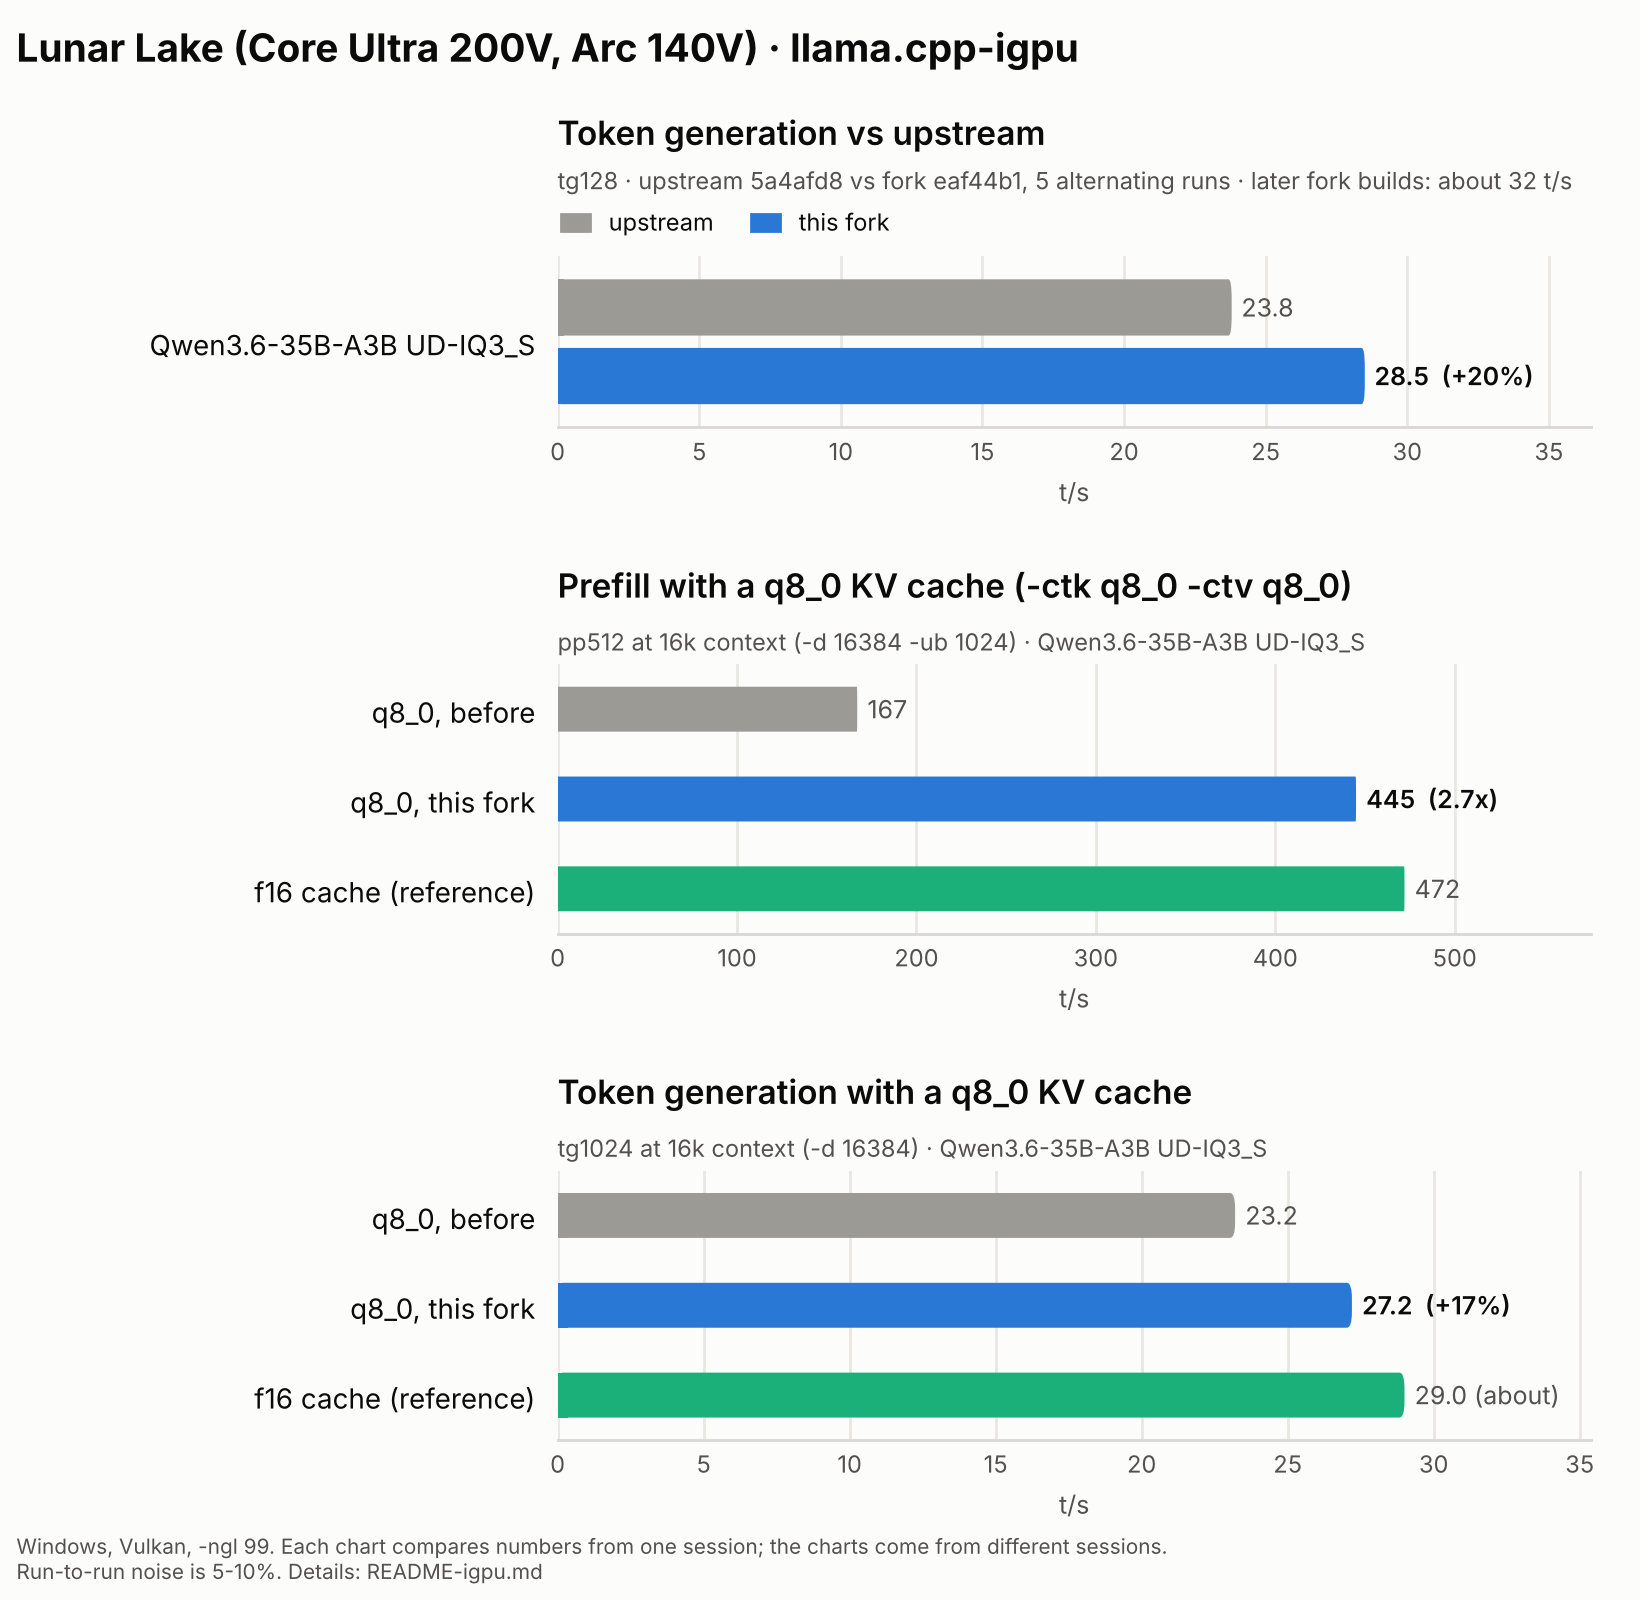 Lunar Lake (Core Ultra 200V, Arc 140V) · llama.cpp-igpu
Token generation vs upstream
tg128 · upstream 5a4afd8 vs fork eaf44b1, 5 alternating runs · later fork builds: about 32 t/s
upstream this fork
23.8
Qwen3.6-35B-A3B UD-IQ3_S
28.5 (+20%)
0 5 10 15 20 25 30 35
t/s
Prefill with a q8_0 KV cache (-ctk q8_0 -ctv q8_0)
pp512 at 16k context (-d 16384 -ub 1024) · Qwen3.6-35B-A3B UD-IQ3_S
q8_0, before 167
q8_0, this fork 445 (2.7x)
f16 cache (reference) 472
0 100 200 300 400 500
t/s
Token generation with a q8_0 KV cache
tg1024 at 16k context (-d 16384) · Qwen3.6-35B-A3B UD-IQ3_S
q8_0, before 23.2
q8_0, this fork 27.2 (+17%)
f16 cache (reference) 29.0 (about)
0 5 10 15 20 25 30 35
t/s
Windows, Vulkan, -ngl 99. Each chart compares numbers from one session; the charts come from different sessions.
Run-to-run noise is 5-10%. Details: README-igpu.md